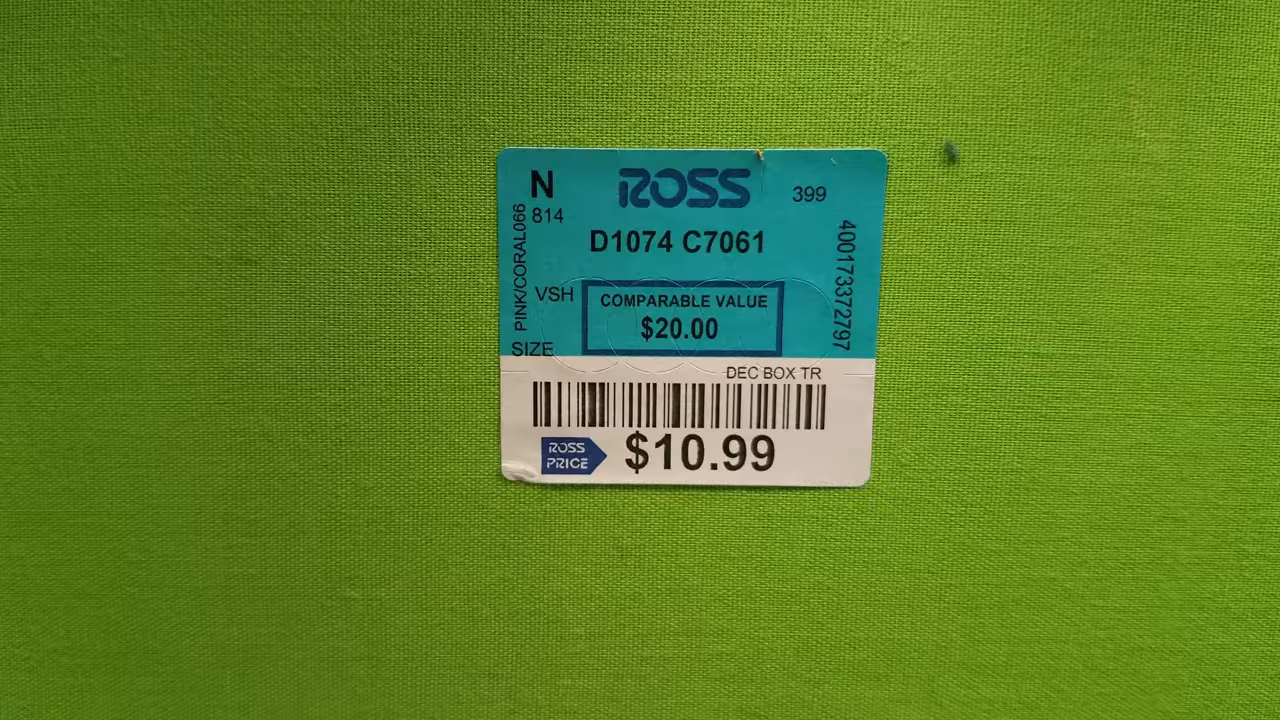 N
ROSS
399
814
D1074 C7061
PINK/CORAL066
400173372797
VSH
COMPARABLE VALUE
$20.00
SIZE
DEC BOX TR
ROSS
PRICE
$10.99